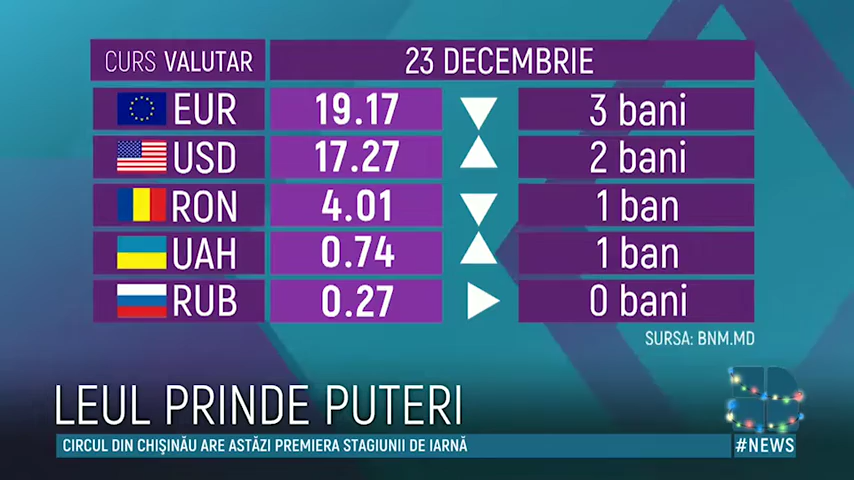 CURS VALUTAR 23 DECEMBRIE
EUR 19.17 3 bani
USD 17.27 2 bani
RON 4.01 1 ban
UAH 0.74 1 ban
RUB 0.27 0 bani
SURSA: BNM.MD
LEUL PRINDE PUTERI
CIRCUL DIN CHIȘINĂU ARE ASTĂZI PREMIERA STAGIUNII DE IARNĂ
#NEWS